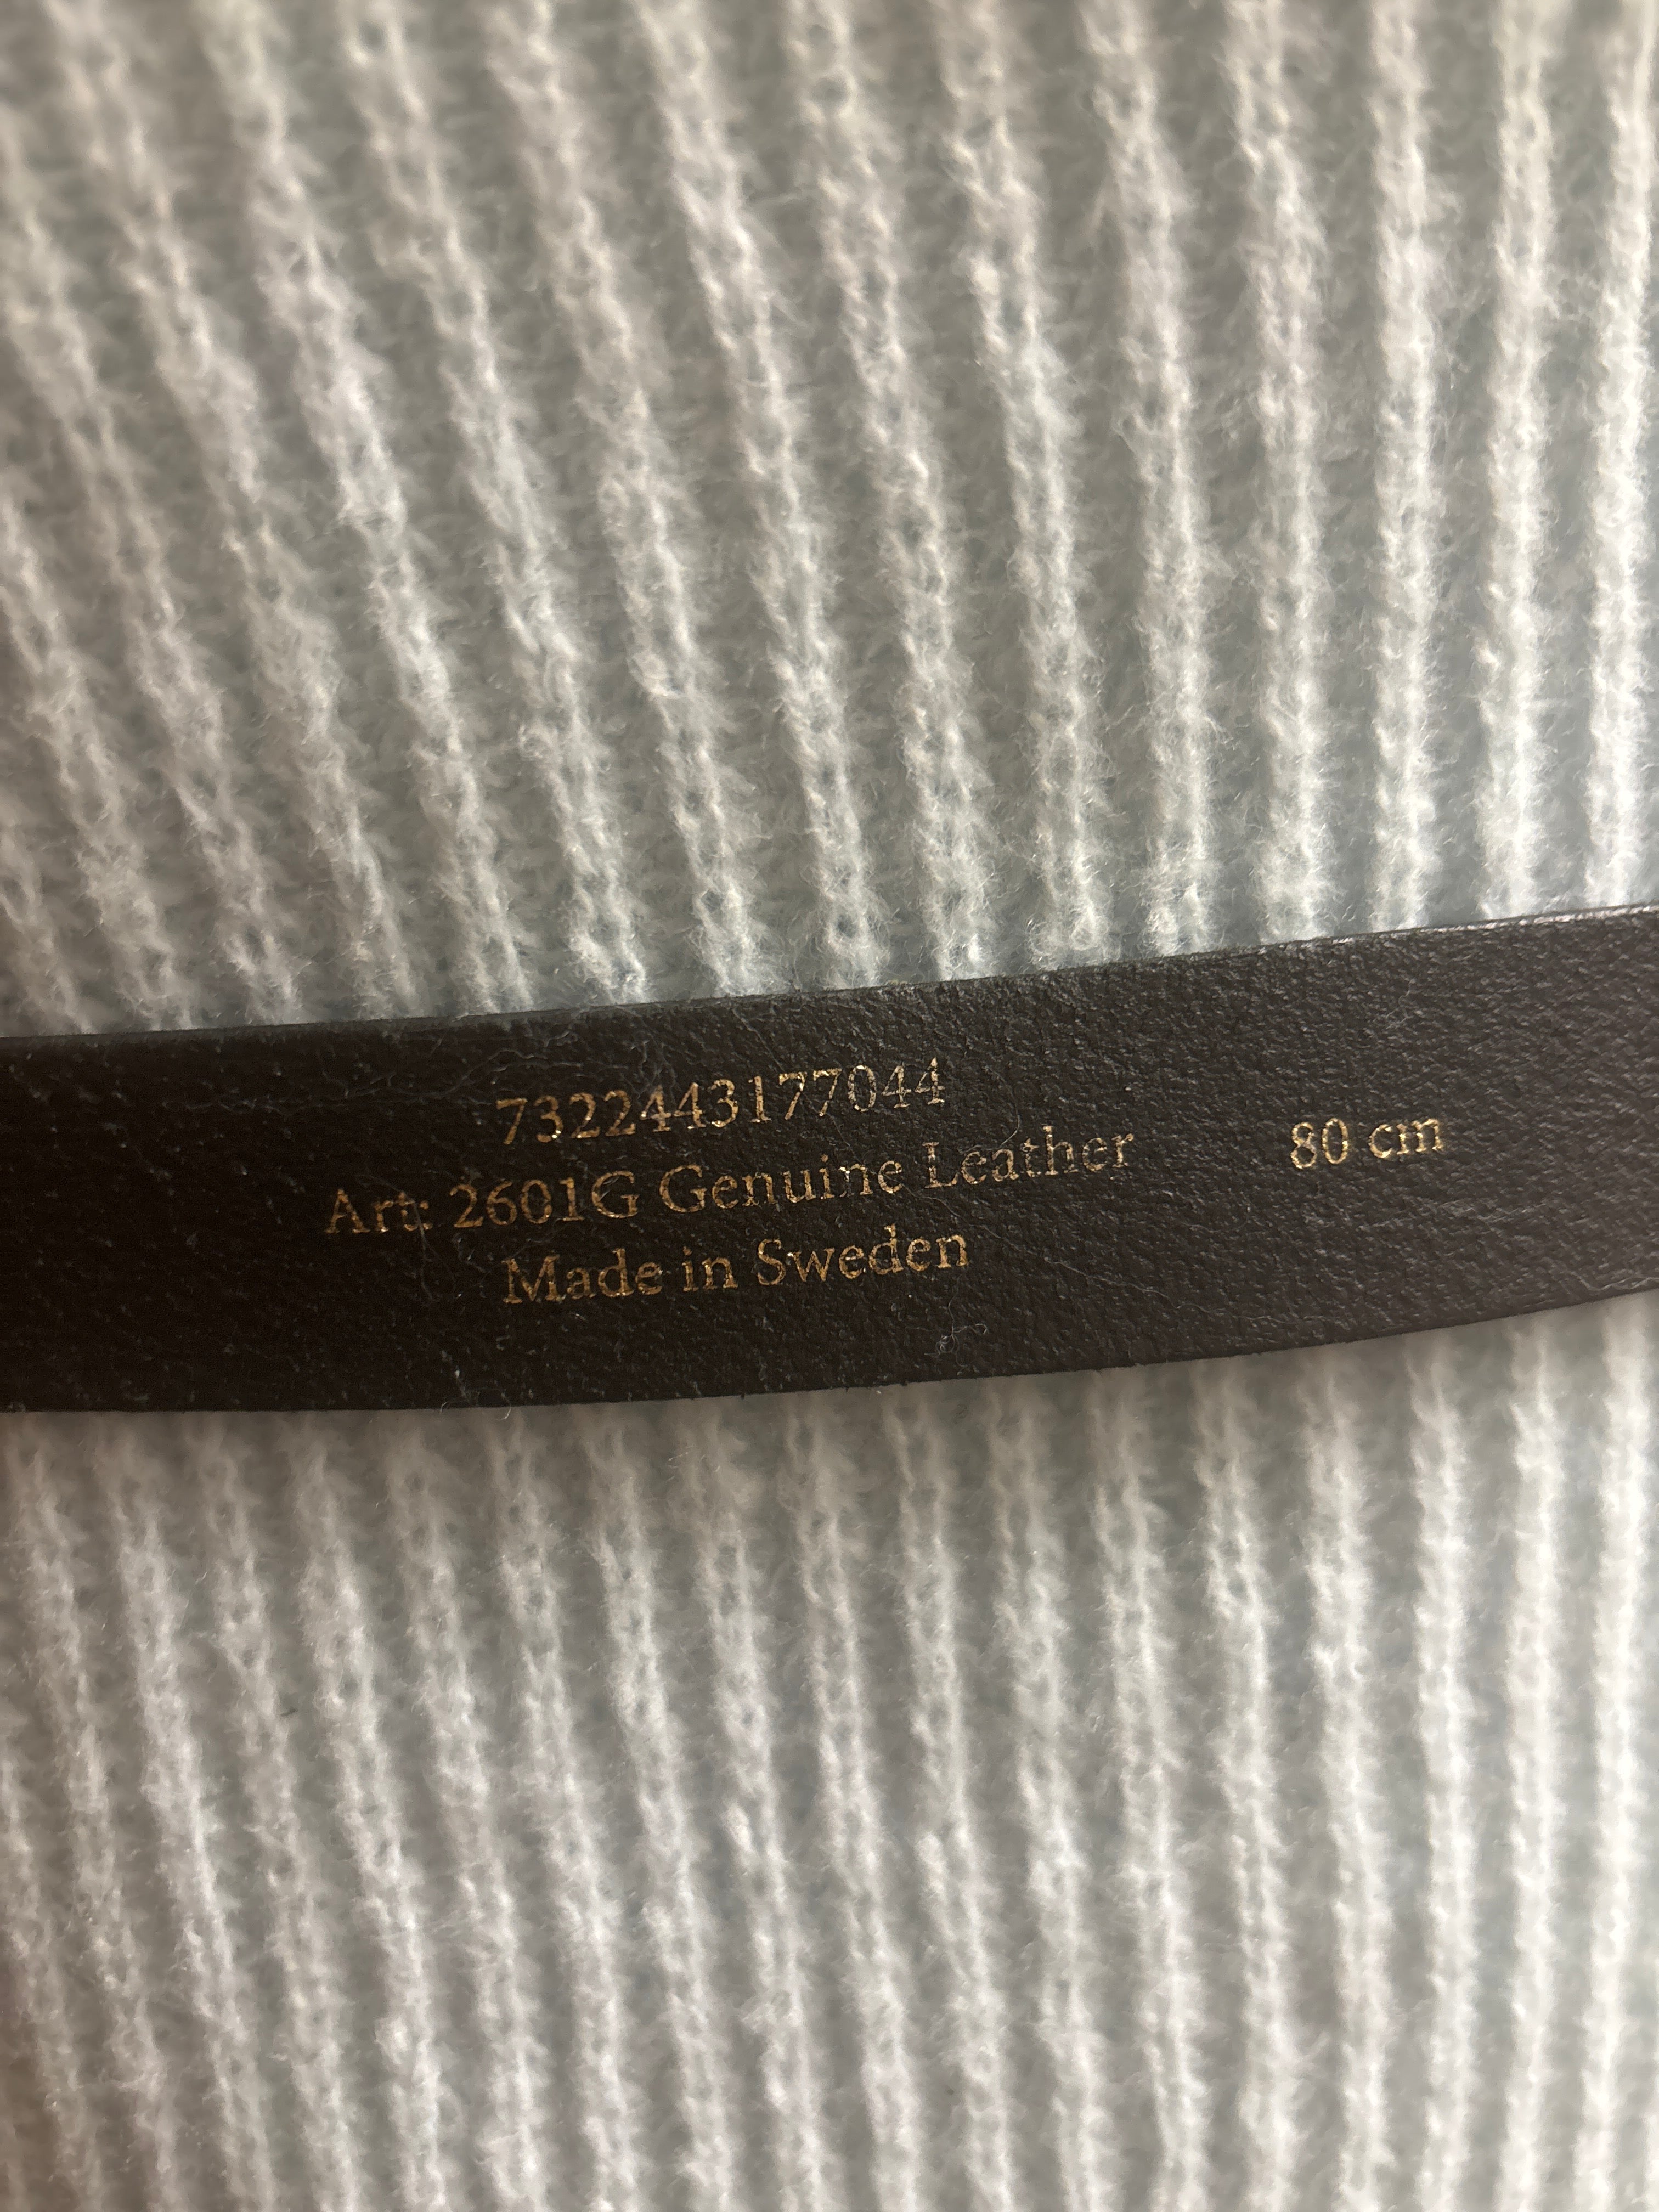 7322443177044
Art: 2601G Genuine Leather
Made in Sweden
80 cm